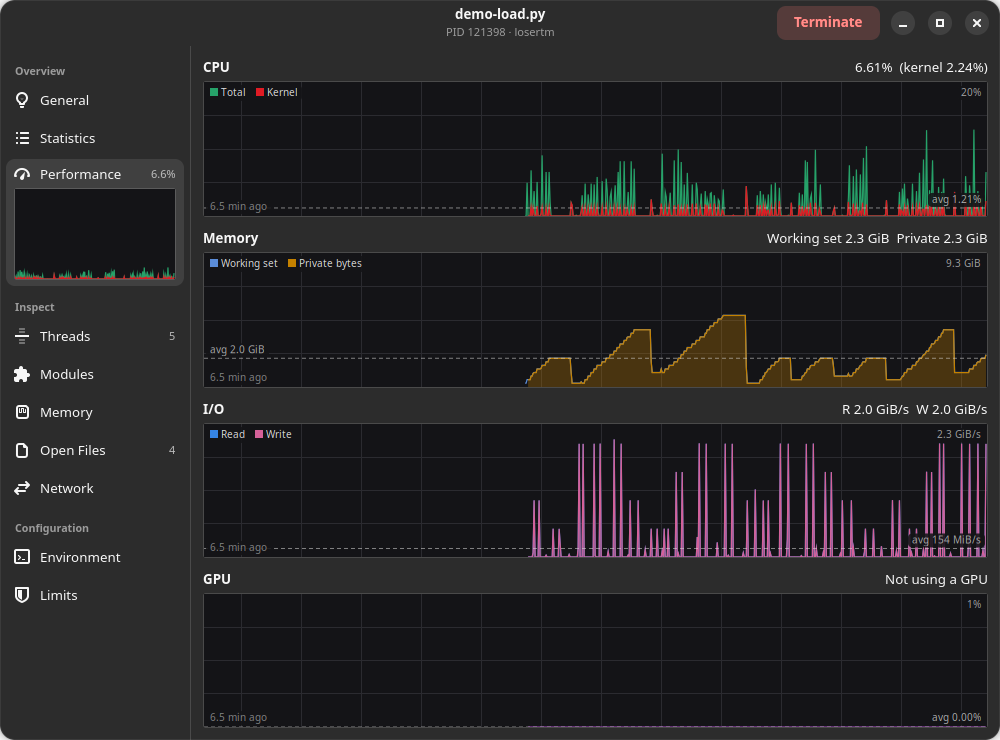 demo-load.py
PID 121398 · losertm
Terminate
Overview
General
Statistics
Performance 6.6%
Inspect
Threads 5
Modules
Memory
Open Files 4
Network
Configuration
Environment
Limits
CPU 6.61% (kernel 2.24%)
Total Kernel 20%
avg 1.21%
6.5 min ago
Memory Working set 2.3 GiB Private 2.3 GiB
Working set Private bytes 9.3 GiB
avg 2.0 GiB
6.5 min ago
I/O R 2.0 GiB/s W 2.0 GiB/s
Read Write 2.3 GiB/s
avg 154 MiB/s
6.5 min ago
GPU Not using a GPU
1%
6.5 min ago avg 0.00%